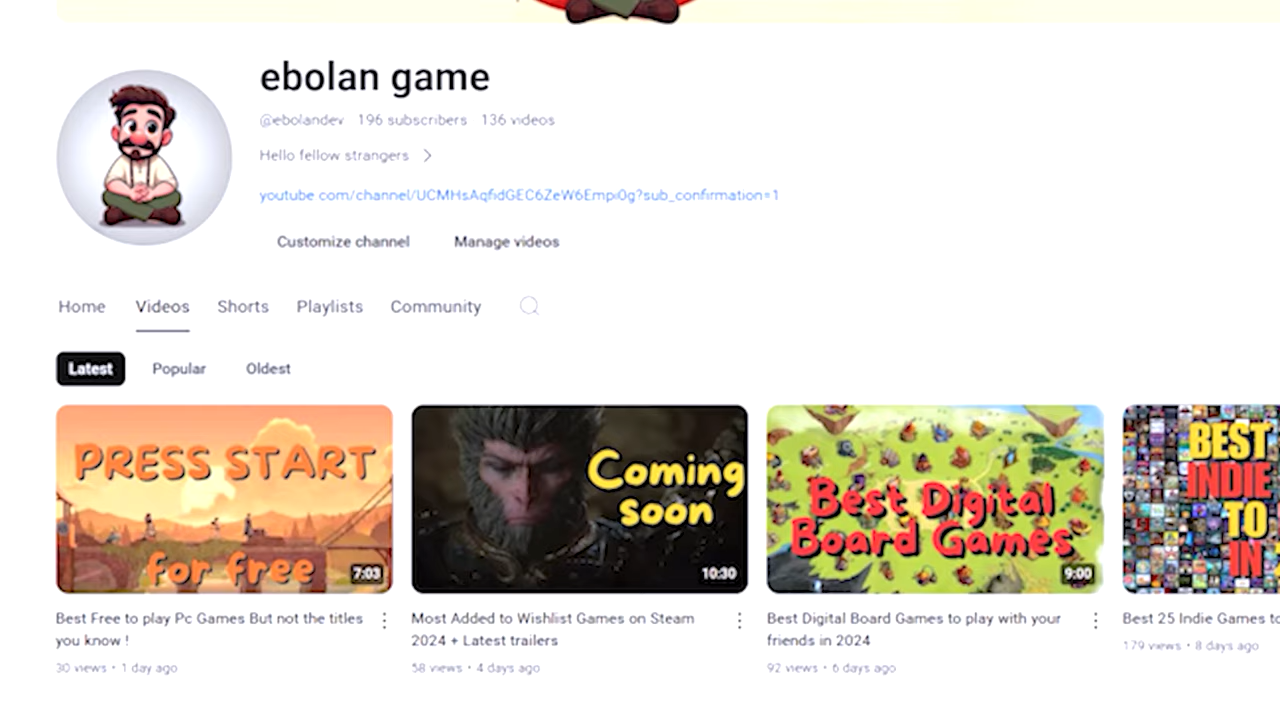 ebolan game
@ebolandev 196 subscribers 136 videos
Hello fellow strangers
youtube com/channel/UCMHsAqfidGEC6ZeW6Empi0g?sub_confirmation=1
Customize channel Manage videos
Home Videos Shorts Playlists Community
Latest Popular Oldest
PRESS START
for free
7:03
Coming
soon
10:30
Best Digital
Board Games
9:00
BEST
INDIE
TO
IN
Best Free to play Pc Games But not the titles
you know !
30 views • 1 day ago
Most Added to Wishlist Games on Steam
2024 + Latest trailers
58 views • 4 days ago
Best Digital Board Games to play with your
friends in 2024
92 views • 6 days ago
Best 25 Indie Games to
179 views • 8 days ago